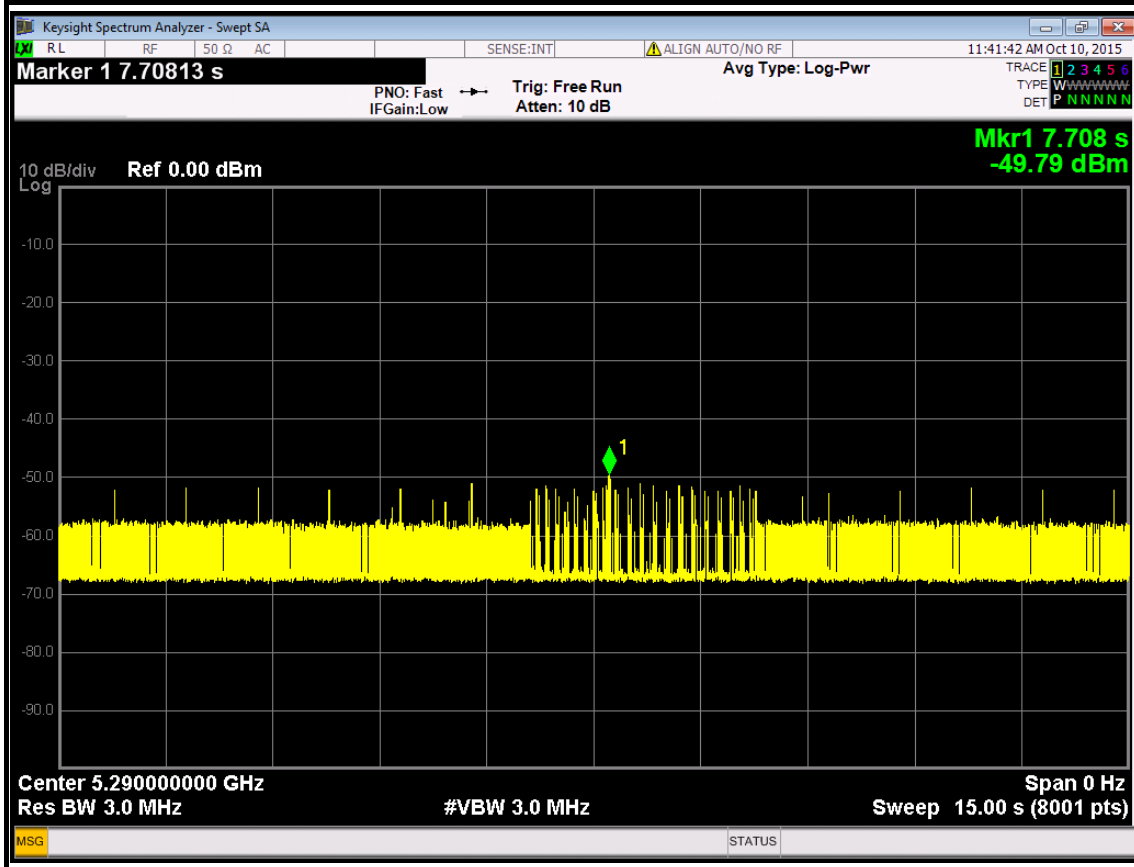 Keysight Spectrum Analyzer - Swept SA
LXI RL RF 50 Ω AC SENSE:INT ALIGN AUTO/NO RF 11:41:42 AM Oct 10, 2015
Marker 1 7.70813 s
PNO: Fast
IFGain:Low
Trig: Free Run
Atten: 10 dB
Avg Type: Log-Pwr
TRACE 1 2 3 4 5 6
TYPE WWWWWW
DET P N N N N N
Mkr1 7.708 s
-49.79 dBm
10 dB/div Ref 0.00 dBm
Log
-10.0
-20.0
-30.0
-40.0
1
-50.0
-60.0
-70.0
-80.0
-90.0
Center 5.290000000 GHz Span 0 Hz
Res BW 3.0 MHz #VBW 3.0 MHz Sweep 15.00 s (8001 pts)
MSG STATUS